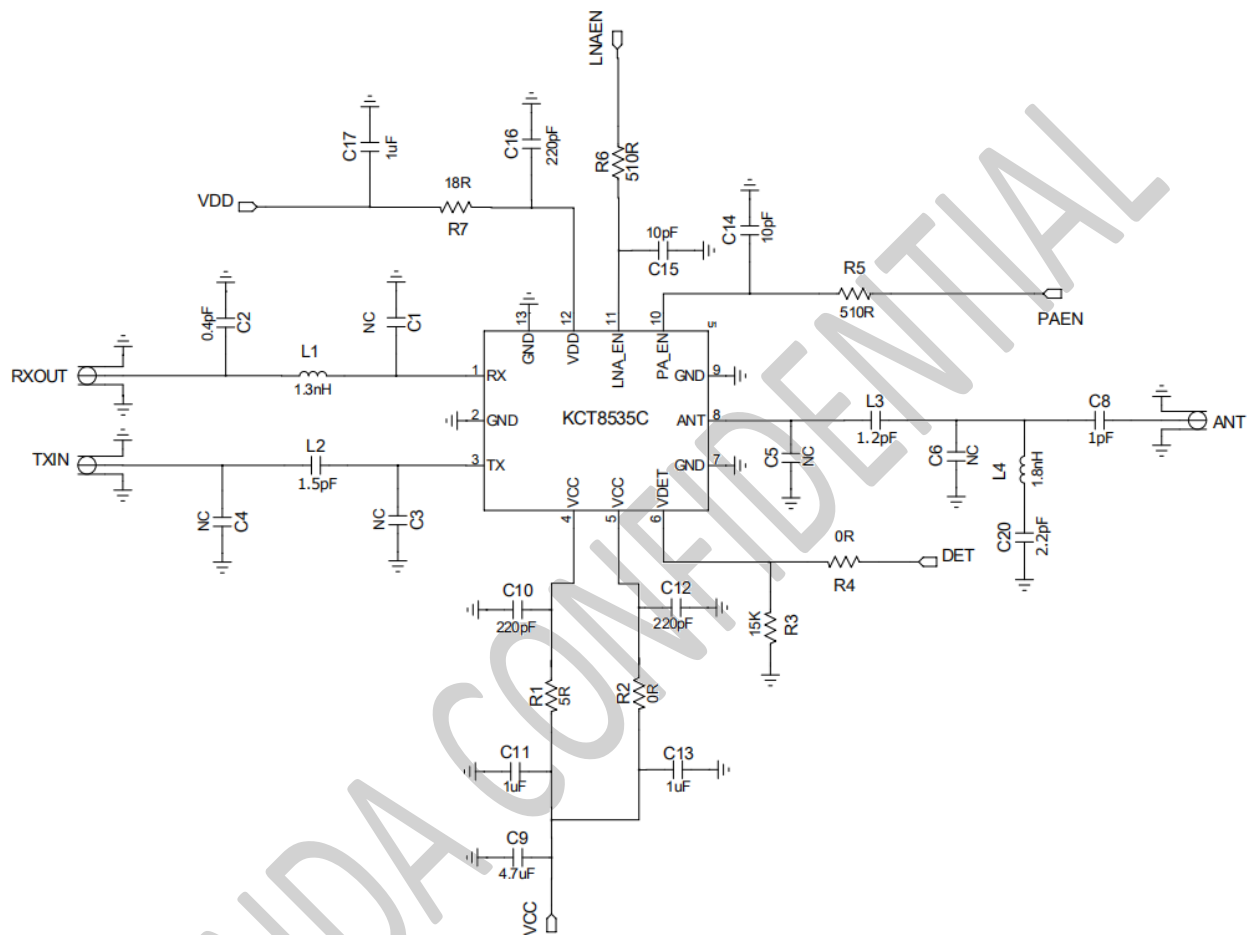 LNAEN
C17
1uF
C16
220pF
R6
510R
VDD
18R
R7
C14
10pF
10pF
C15
R5
510R
PAEN
0.4pF
C2
NC
C1
L1
1.3nH
RXOUT
13
GND
12
VDD
11
LNA_EN
10
PA_EN
5
1
RX
GND
9
2
GND
KCT8535C
ANT
8
3
TX
GND
7
VCC
4
VCC
5
VDET
6
L3
1.2pF
C8
1pF
ANT
C5
NC
C6
NC
L4
1.8nH
C20
2.2pF
TXIN
L2
1.5pF
NC
C4
NC
C3
0R
R4
DET
15K
R3
C10
220pF
C12
220pF
R1
5R
R2
0R
C11
1uF
C13
1uF
C9
4.7uF
VCC
NDA CONFIDENTIAL